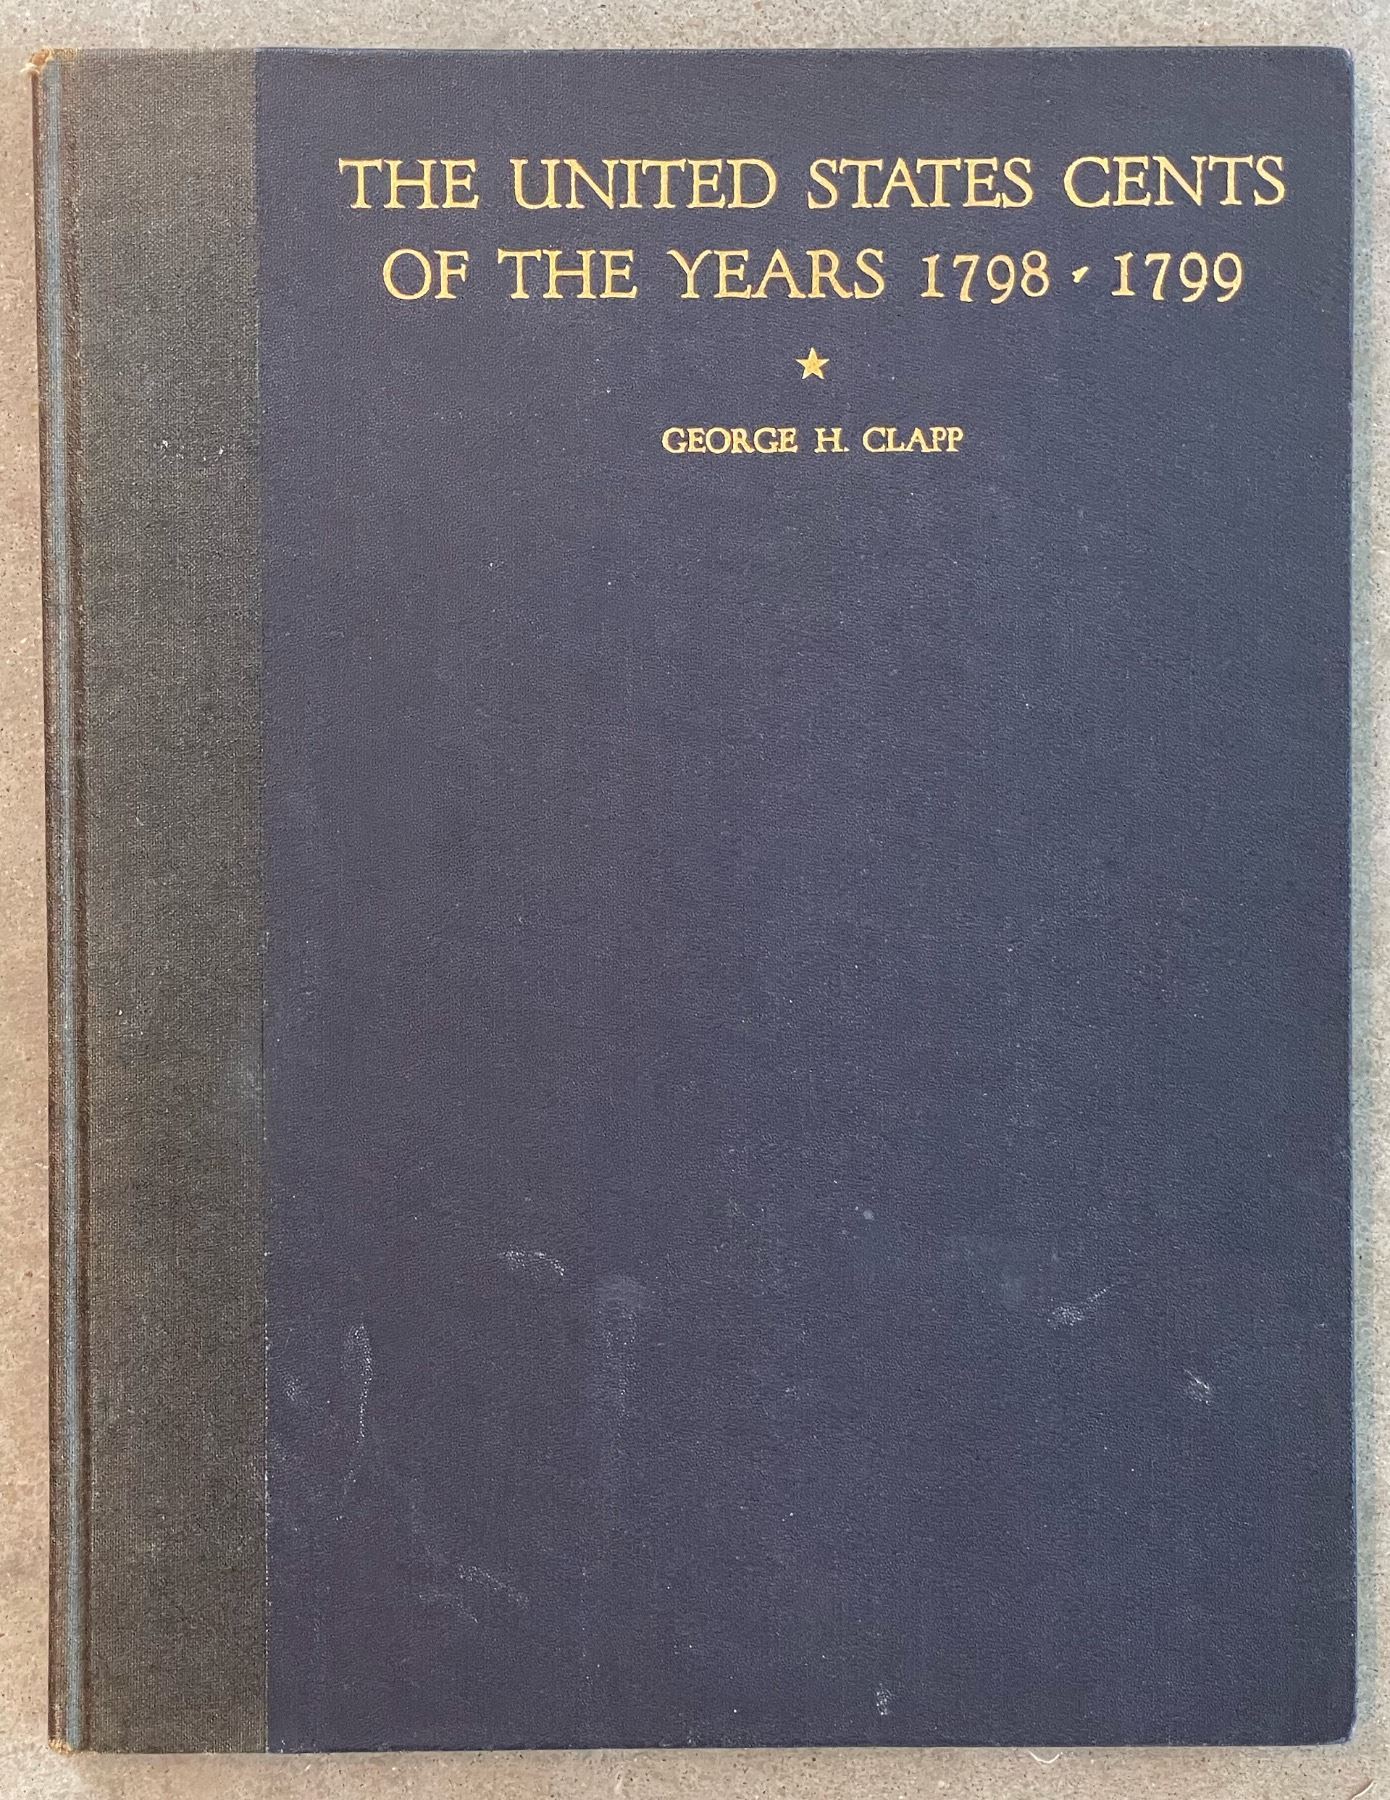 THE UNITED STATES CENTS
OF THE YEARS 1798 - 1799
★
GEORGE H. CLAPP